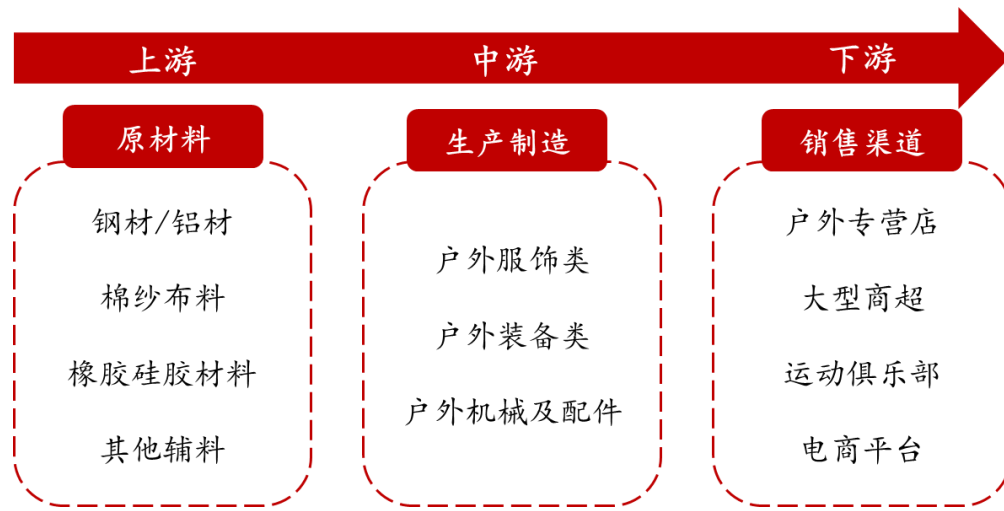 上游 中游 下游
原材料
钢材/铝材
棉纱布料
橡胶硅胶材料
其他辅料
生产制造
户外服饰类
户外装备类
户外机械及配件
销售渠道
户外专营店
大型商超
运动俱乐部
电商平台